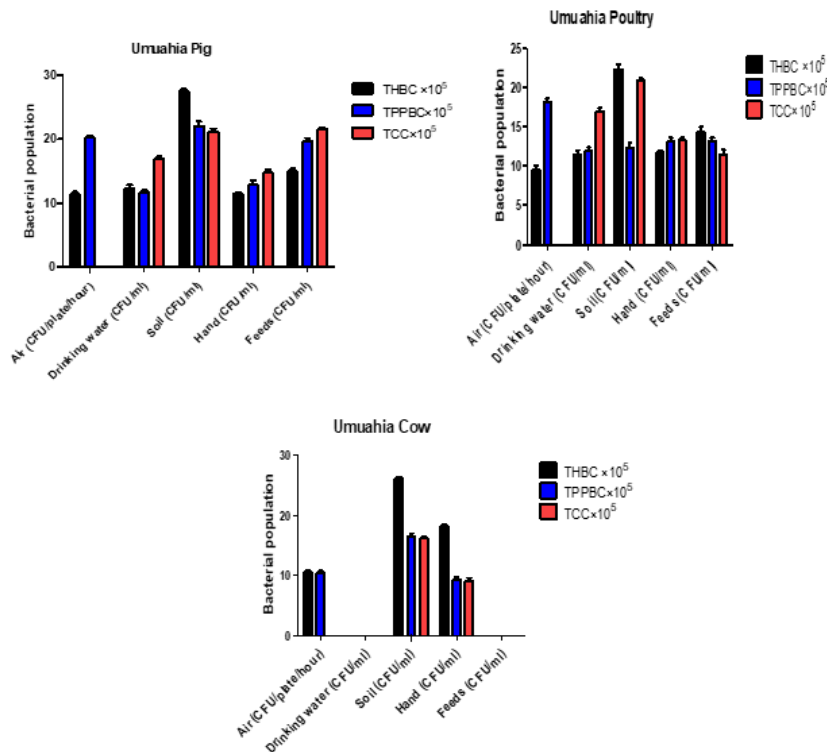 Umuahia Pig
Bacterial population
30
20
10
0
Air (CFU/plate/hour)
Drinking water (CFU/ml)
Soil (CFU/ml)
Hand (CFU/ml)
Feeds (CFU/ml)
THBC ×10⁵
TPPBC×10⁵
TCC×10⁵
Umuahia Poultry
Bacterial population
25
20
15
10
5
0
Air (CFU/plate/hour)
Drinking water (CFU/ml)
Soil (CFU/ml)
Hand (CFU/ml)
Feeds (CFU/ml)
THBC ×10⁵
TPPBC×10⁵
TCC×10⁵
Umuahia Cow
Bacterial population
30
20
10
0
Air (CFU/plate/hour)
Drinking water (CFU/ml)
Soil (CFU/ml)
Hand (CFU/ml)
Feeds (CFU/ml)
THBC ×10⁵
TPPBC×10⁵
TCC×10⁵